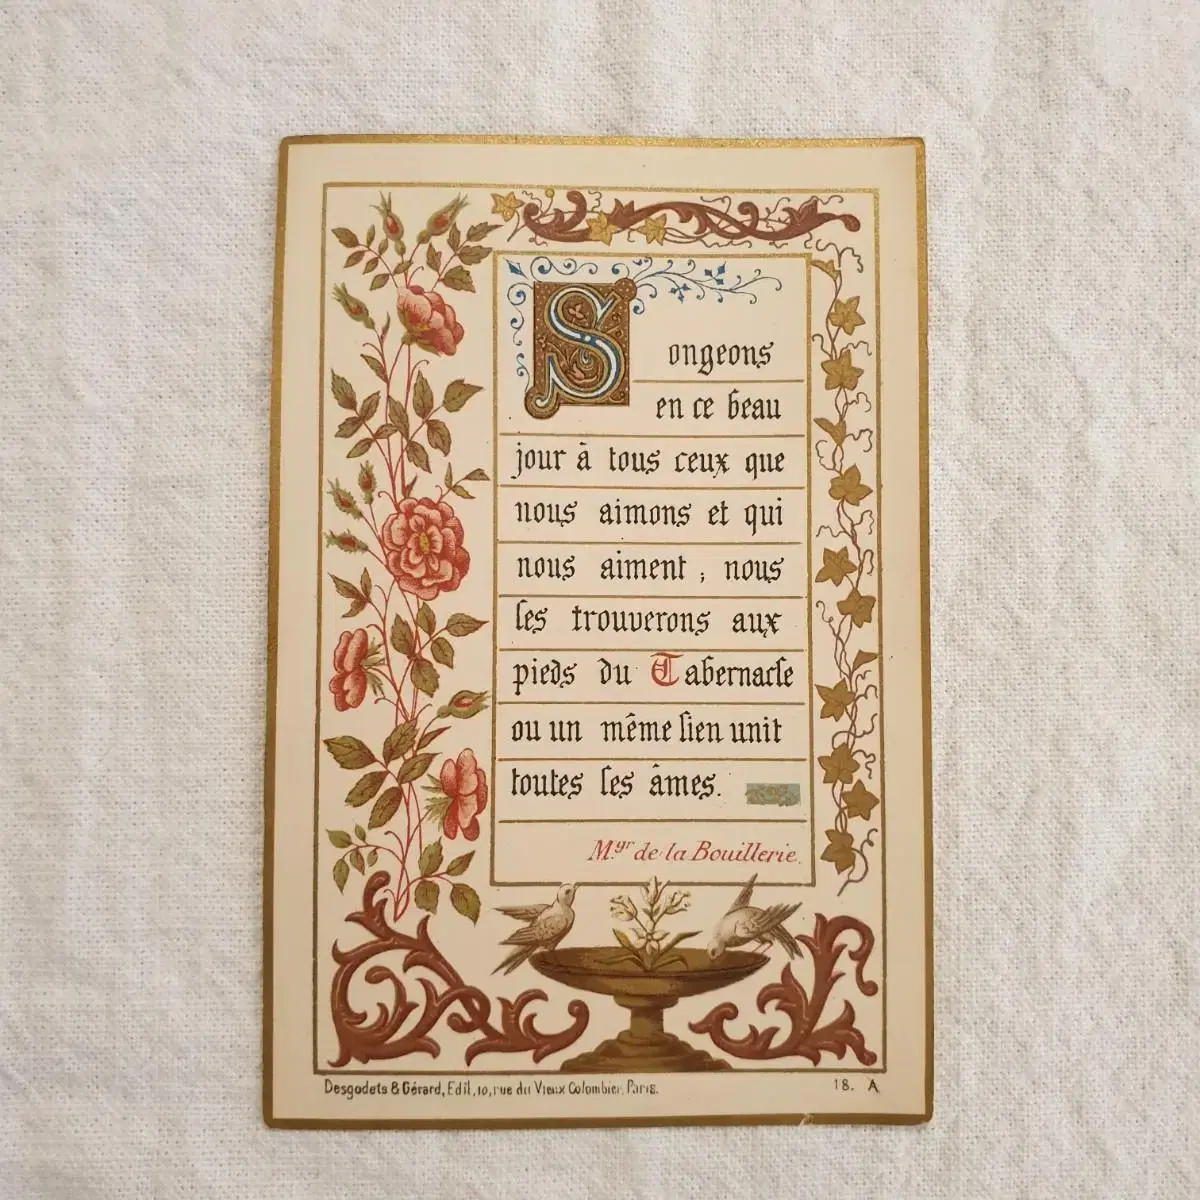 Songeons
en ce beau
jour à tous ceux que
nous aimons et qui
nous aiment ; nous
les trouverons aux
pieds du Tabernacle
ou un même lien unit
toutes les âmes.
Mgr de la Bouillerie.
Desgodets & Gérard, Edit, 10, rue du Vieux Colombier, Paris.
18. A